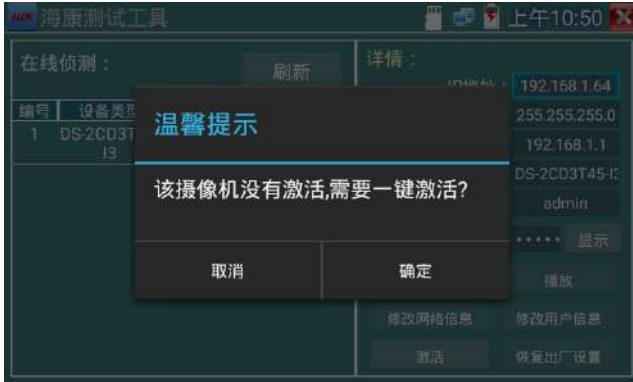 海康测试工具
上午10:50
在线侦测：
刷新
详情：
IP地址：
192.168.1.64
编号
设备类型
255.255.255.0
1
DS-2CD3T
I3
192.168.1.1
DS-2CD3T45-I3
admin
•••••
显示
播放
修改网络信息
修改用户信息
激活
恢复出厂设置
温馨提示
该摄像机没有激活,需要一键激活?
取消
确定